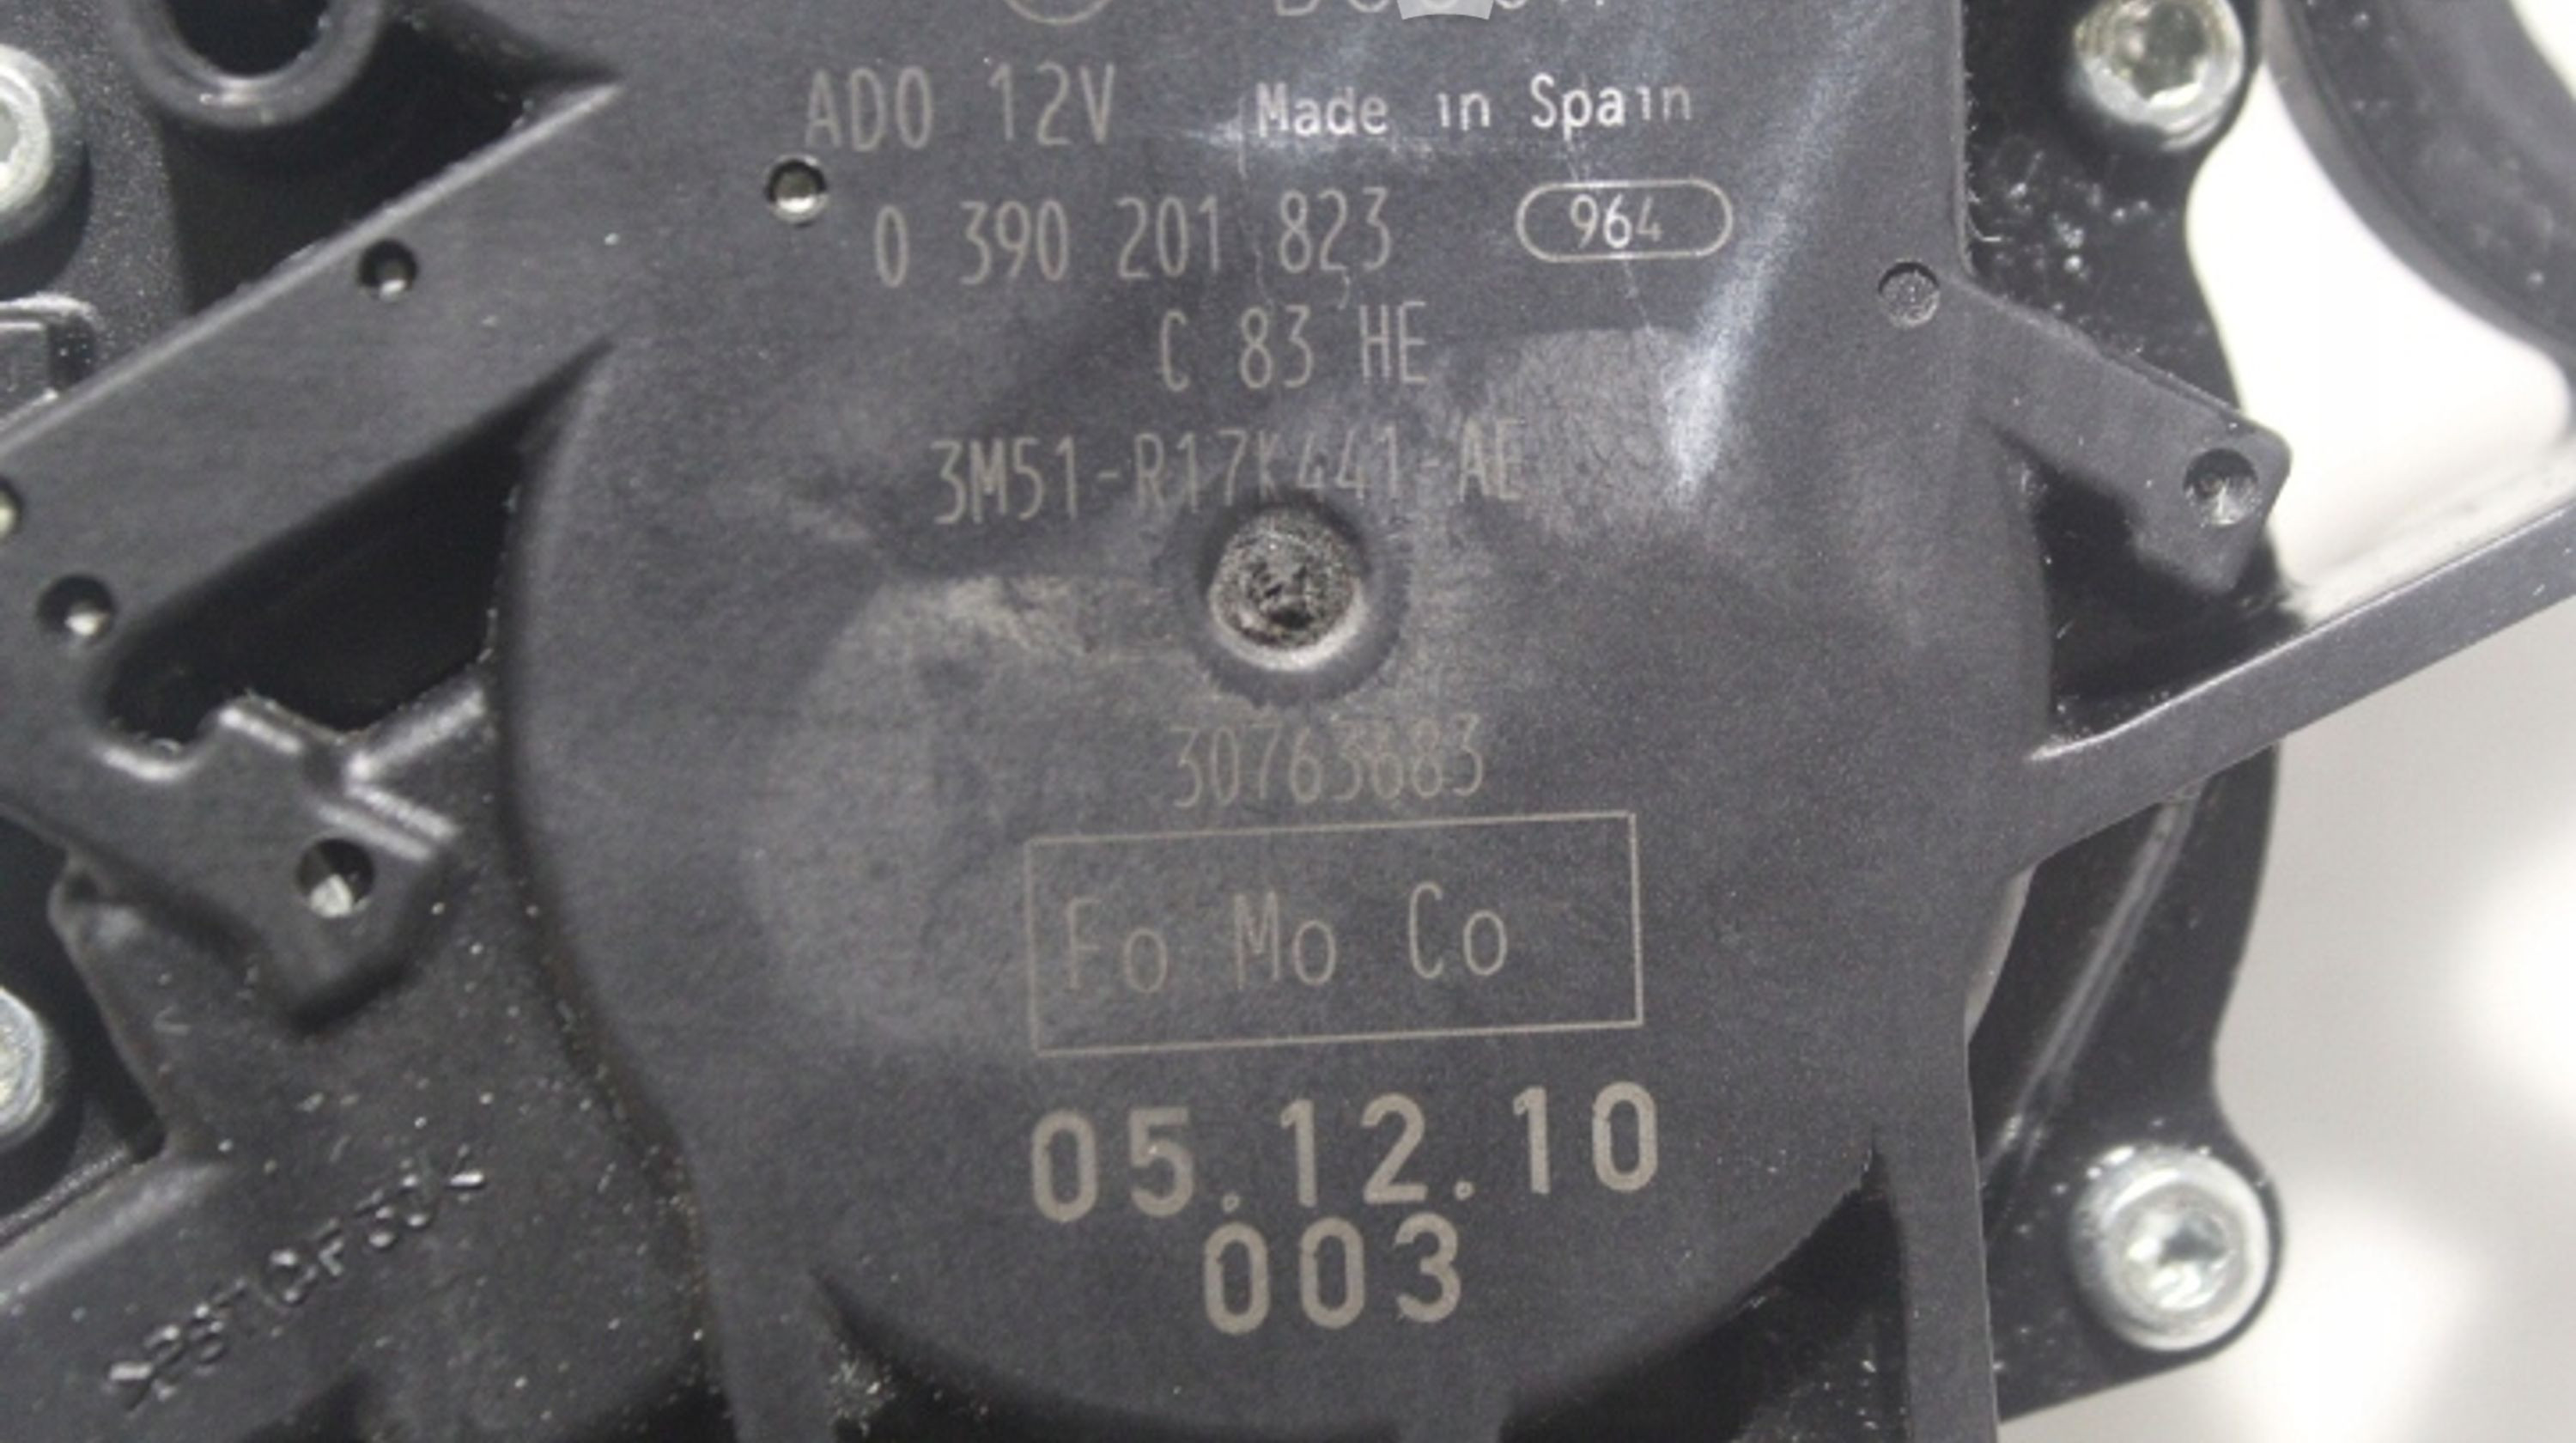 ADO 12V Made in Spain
0 390 201 823 964
C 83 HE
3M51-R17K441-AE
30763683
Fo Mo Co
05.12.10
003